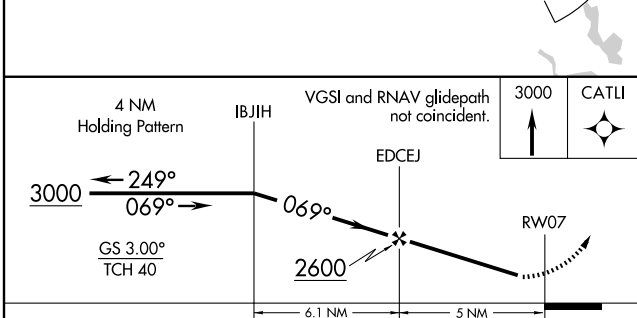 4 NM
Holding Pattern
IBJIH
VGSI and RNAV glidepath
not coincident.
3000
CATLI
EDCEJ
3000
249°
069°
069°
RW07
GS 3.00°
TCH 40
2600
6.1 NM
5 NM